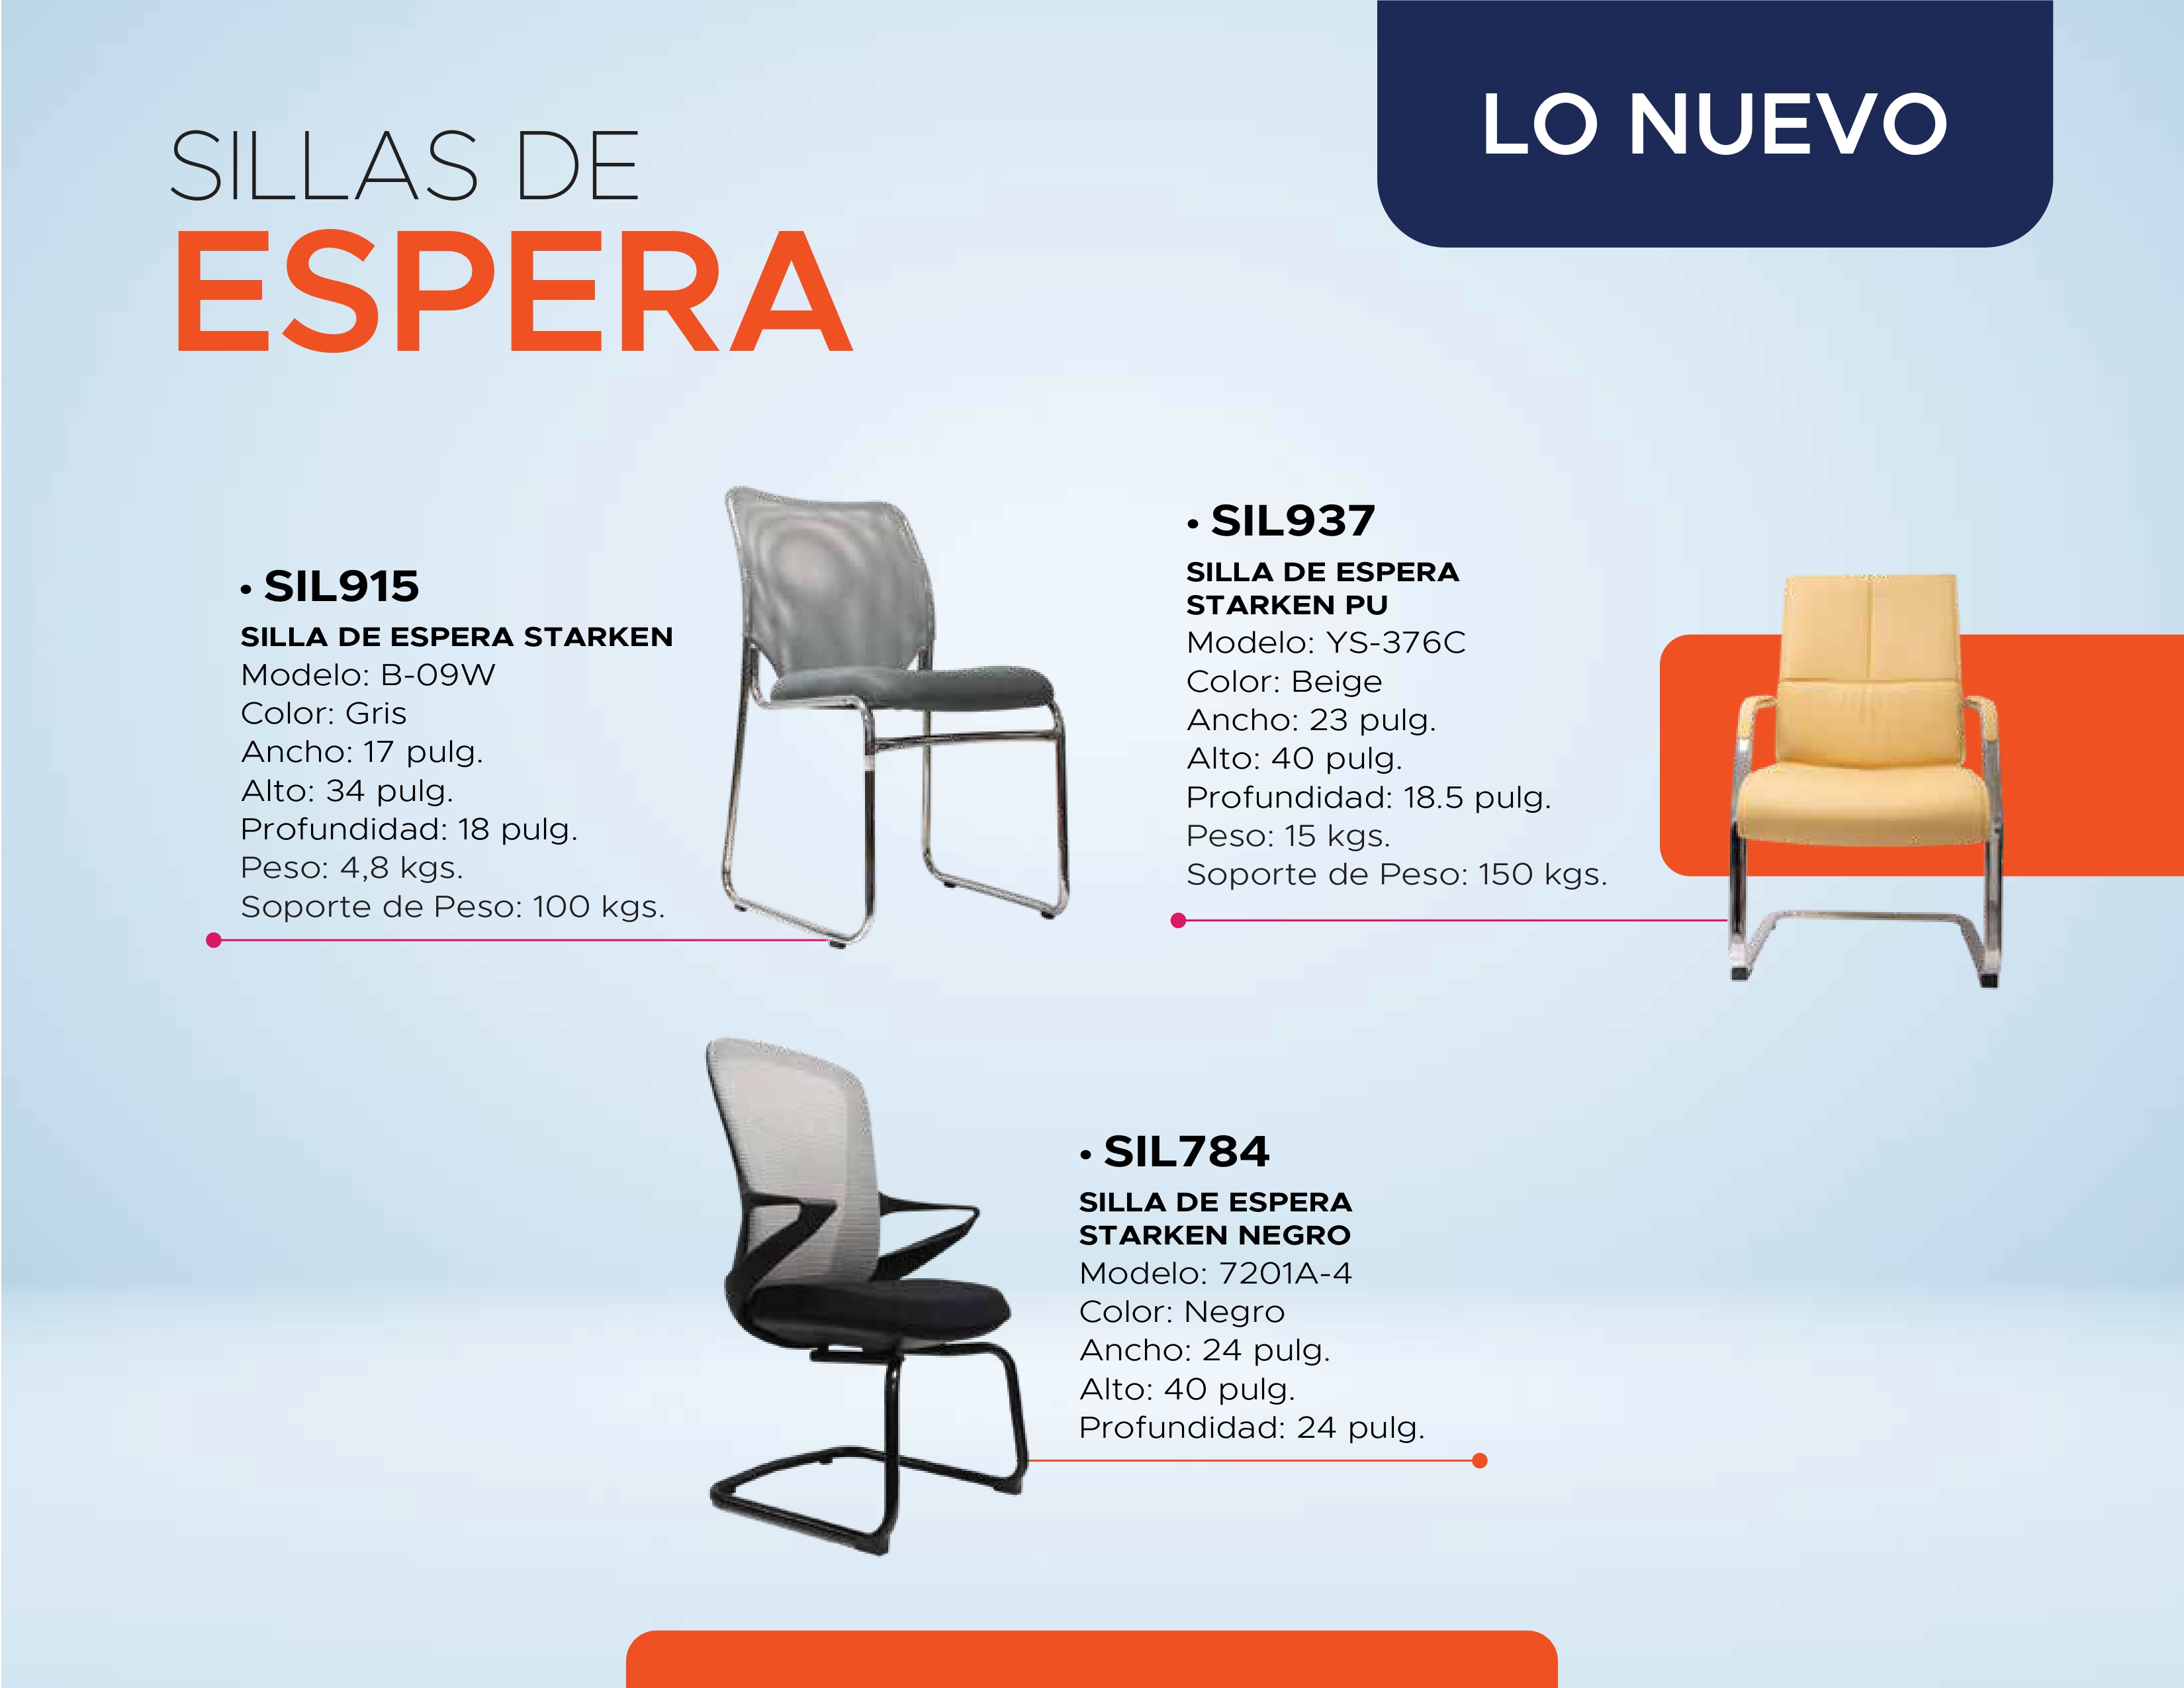 SILLAS DE
ESPERA
LO NUEVO
• SIL915
SILLA DE ESPERA STARKEN
Modelo: B-09W
Color: Gris
Ancho: 17 pulg.
Alto: 34 pulg.
Profundidad: 18 pulg.
Peso: 4,8 kgs.
Soporte de Peso: 100 kgs.
• SIL937
SILLA DE ESPERA
STARKEN PU
Modelo: YS-376C
Color: Beige
Ancho: 23 pulg.
Alto: 40 pulg.
Profundidad: 18.5 pulg.
Peso: 15 kgs.
Soporte de Peso: 150 kgs.
• SIL784
SILLA DE ESPERA
STARKEN NEGRO
Modelo: 7201A-4
Color: Negro
Ancho: 24 pulg.
Alto: 40 pulg.
Profundidad: 24 pulg.